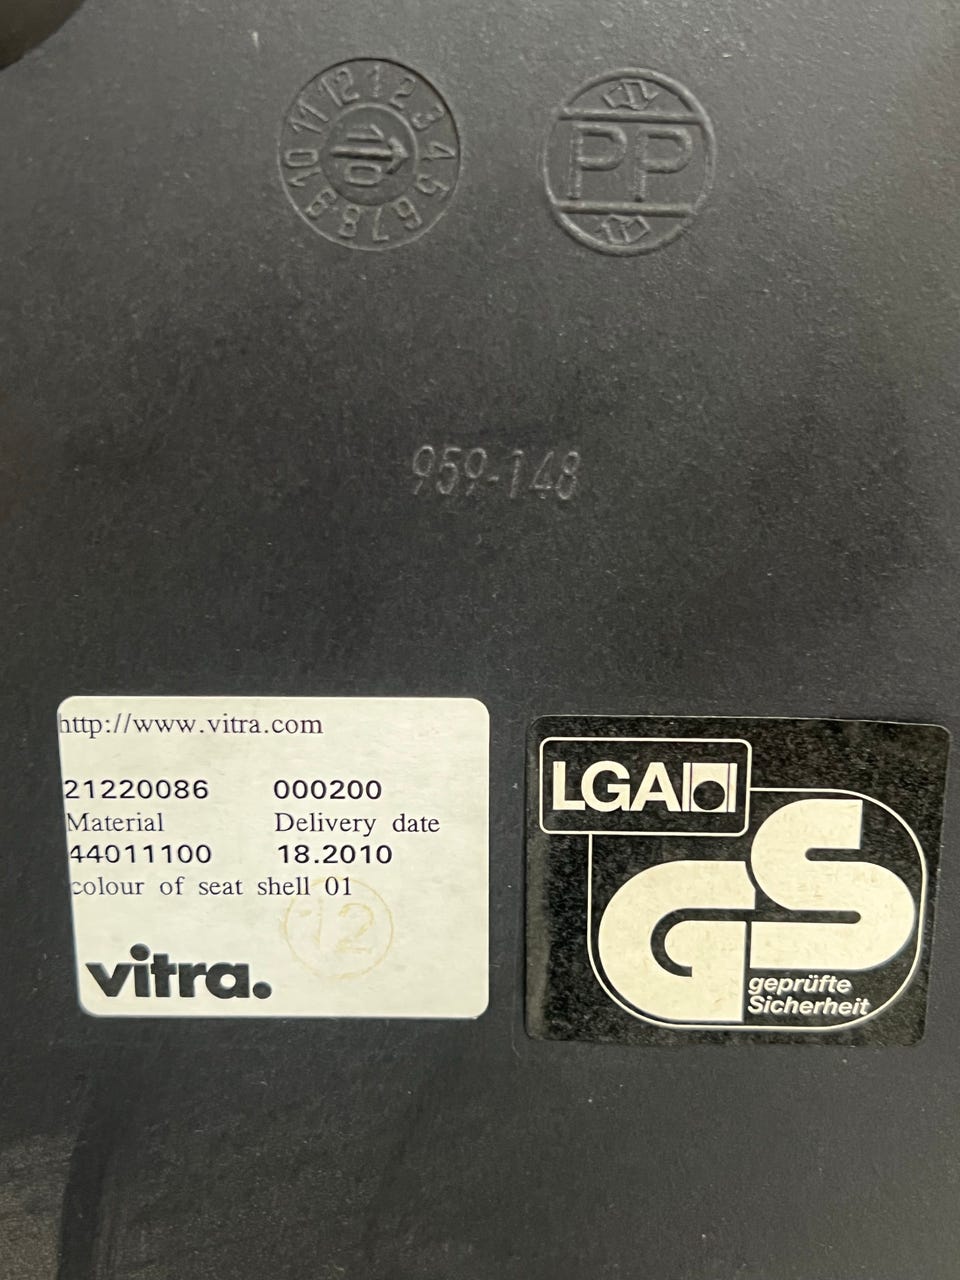 12 1 2 3 4 5 6 7 8 9 10 11
10
PP
959-148
http://www.vitra.com
21220086 000200
Material Delivery date
44011100 18.2010
colour of seat shell 01
12
vitra.
LGA
GS
geprüfte
Sicherheit